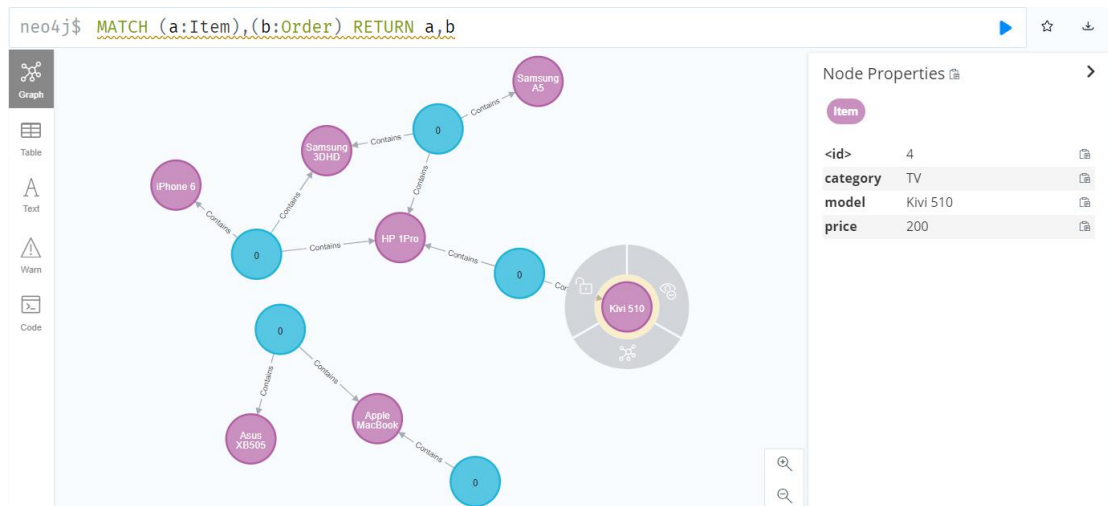 neo4j$ MATCH (a:Item),(b:Order) RETURN a,b
Graph
Table
Text
Warn
Code
Samsung
A5
Contains
0
Contains
Samsung
3DHD
Contains
iPhone 6
Contains
Contains
0
Contains
HP 1Pro
Contains
0
Con
Kivi 510
0
Contains
Contains
Asus
XB505
Apple
MacBook
Contains
0
Node Properties
Item
<id> 4
category TV
model Kivi 510
price 200